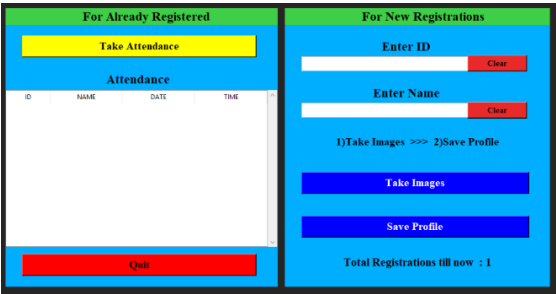 For Already Registered
Take Attendance
Attendance
ID NAME DATE TIME
Quit
For New Registrations
Enter ID
Clear
Enter Name
Clear
1)Take Images >>> 2)Save Profile
Take Images
Save Profile
Total Registrations till now : 1